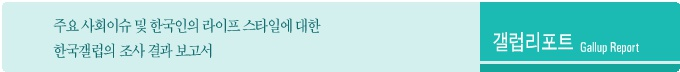 주요 사회이슈 및 한국인의 라이프 스타일에 대한
한국갤럽의 조사 결과 보고서
갤럽리포트 Gallup Report